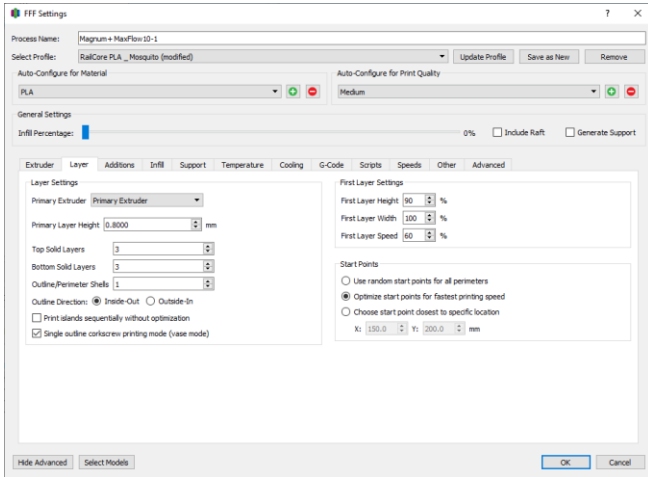 FFF Settings ? ×
Process Name: Magnum+ MaxFlow10-1
Select Profile: RailCore PLA _ Mosquito (modified) Update Profile Save as New Remove
Auto-Configure for Material Auto-Configure for Print Quality
PLA Medium
General Settings
Infill Percentage: 0% Include Raft Generate Support
Extruder Layer Additions Infill Support Temperature Cooling G-Code Scripts Speeds Other Advanced
Layer Settings
Primary Extruder Primary Extruder
Primary Layer Height 0.8000 mm
Top Solid Layers 3
Bottom Solid Layers 3
Outline/Perimeter Shells 1
Outline Direction: Inside-Out Outside-In
Print islands sequentially without optimization
Single outline corkscrew printing mode (vase mode)
First Layer Settings
First Layer Height 90 %
First Layer Width 100 %
First Layer Speed 60 %
Start Points
Use random start points for all perimeters
Optimize start points for fastest printing speed
Choose start point closest to specific location
X: 150.0 Y: 200.0 mm
Hide Advanced Select Models OK Cancel